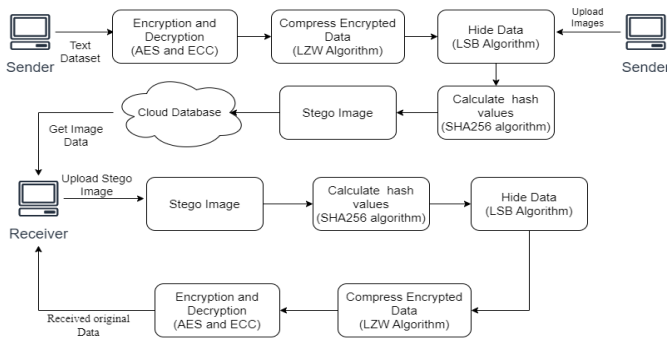 Sender
Text
Dataset
Encryption and
Decryption
(AES and ECC)
Compress Encrypted
Data
(LZW Algorithm)
Hide Data
(LSB Algorithm)
Upload
Images
Sender
Cloud Database
Stego Image
Calculate hash
values
(SHA256 algorithm)
Get Image
Data
Receiver
Upload Stego
Image
Stego Image
Calculate hash
values
(SHA256 algorithm)
Hide Data
(LSB Algorithm)
Received original
Data
Encryption and
Decryption
(AES and ECC)
Compress Encrypted
Data
(LZW Algorithm)